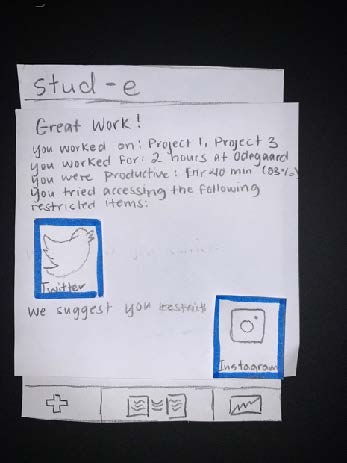 stud-e
Great Work!
You worked on: Project 1, Project 3
You worked for: 2 hours at Odegaard
You were productive: 1hr 40 min (83%)
You tried accessing the following
restricted items:
Twitter
We suggest you restrict
Instagram